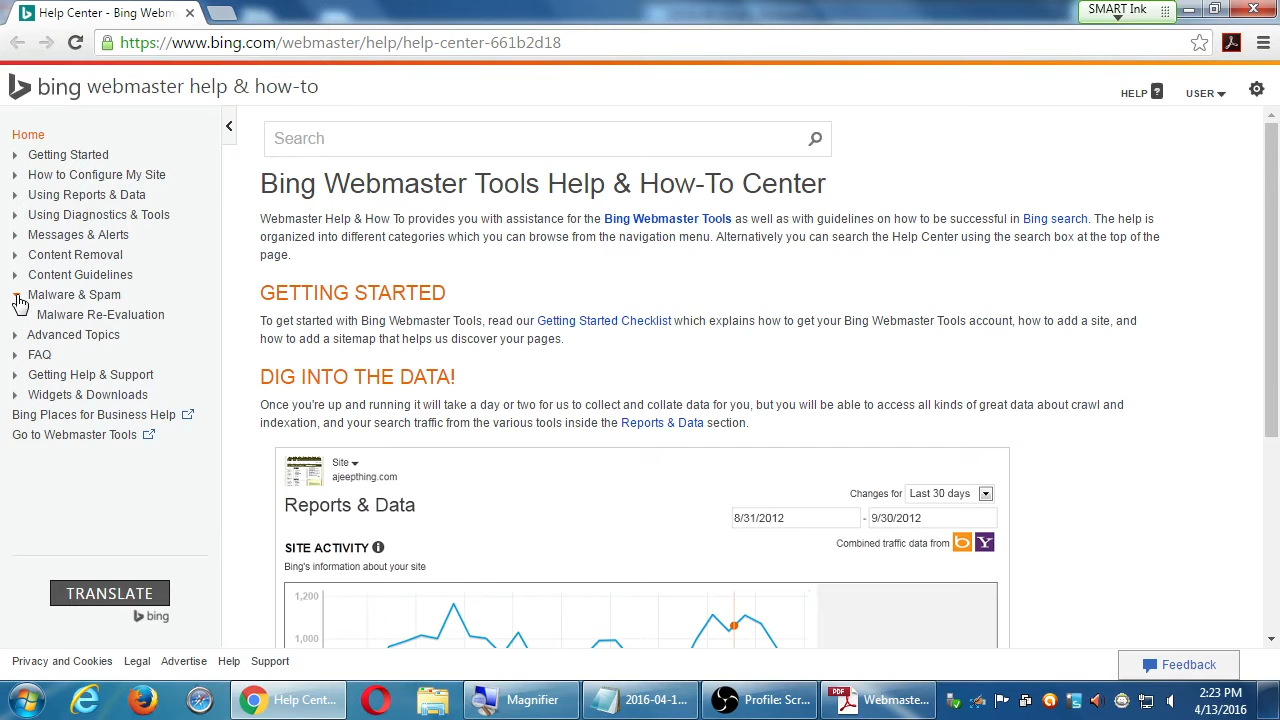 Help Center - Bing Webm
SMART Ink
https://www.bing.com/webmaster/help/help-center-661b2d18
bing webmaster help & how-to
HELP ?
USER
Home
Getting Started
How to Configure My Site
Using Reports & Data
Using Diagnostics & Tools
Messages & Alerts
Content Removal
Content Guidelines
Malware & Spam
Malware Re-Evaluation
Advanced Topics
FAQ
Getting Help & Support
Widgets & Downloads
Bing Places for Business Help
Go to Webmaster Tools
TRANSLATE
bing
Search
Bing Webmaster Tools Help & How-To Center
Webmaster Help & How To provides you with assistance for the Bing Webmaster Tools as well as with guidelines on how to be successful in Bing search. The help is
organized into different categories which you can browse from the navigation menu. Alternatively you can search the Help Center using the search box at the top of the
page.
GETTING STARTED
To get started with Bing Webmaster Tools, read our Getting Started Checklist which explains how to get your Bing Webmaster Tools account, how to add a site, and
how to add a sitemap that helps us discover your pages.
DIG INTO THE DATA!
Once you're up and running it will take a day or two for us to collect and collate data for you, but you will be able to access all kinds of great data about crawl and
indexation, and your search traffic from the various tools inside the Reports & Data section.
Site
ajeepthing.com
Reports & Data
Changes for Last 30 days
8/31/2012 - 9/30/2012
Combined traffic data from b Y
SITE ACTIVITY
Bing's information about your site
1,200
1,000
Privacy and Cookies Legal Advertise Help Support
Feedback
Help Cent...
Magnifier
2016-04-1...
Profile: Scr...
PDF
Webmaste...
2:23 PM
4/13/2016